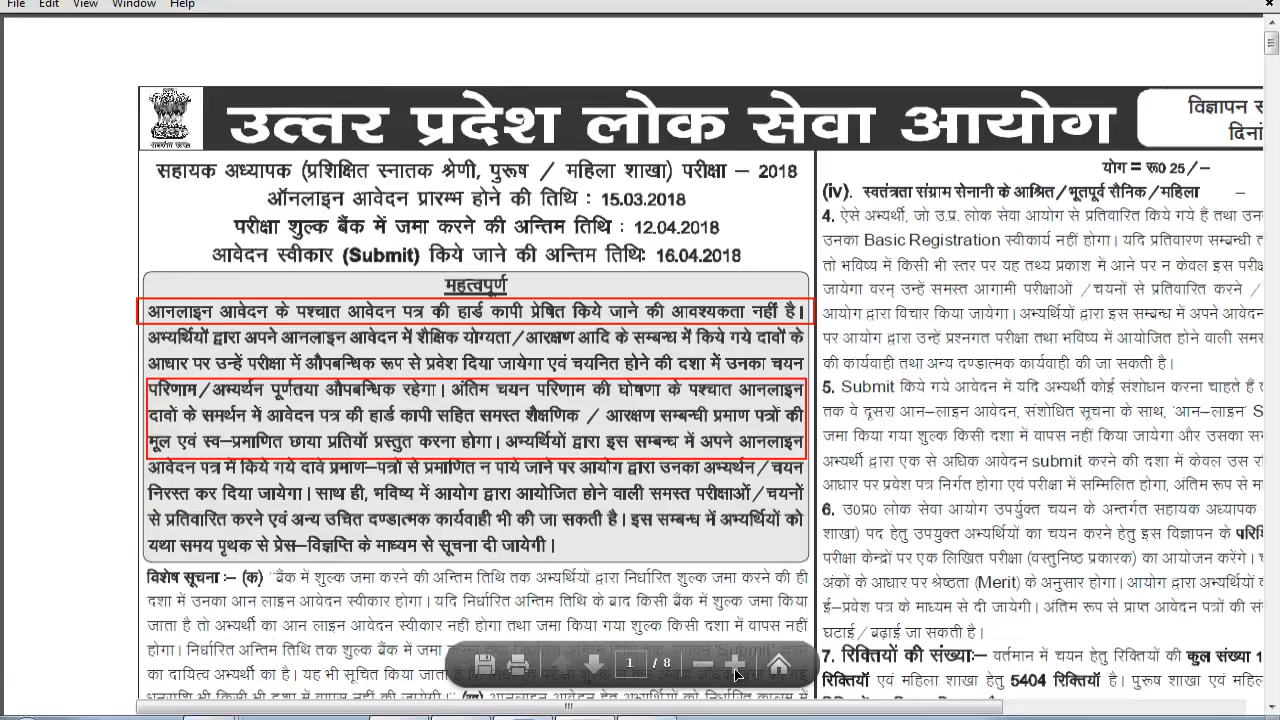 File Edit View Window Help
उत्तर प्रदेश लोक सेवा आयोग
विज्ञापन
सहायक अध्यापक (प्रशिक्षित स्नातक श्रेणी, पुरूष / महिला शाखा) परीक्षा – 2018
ऑनलाइन आवेदन प्रारम्भ होने की तिथि : 15.03.2018
परीक्षा शुल्क बैंक में जमा करने की अन्तिम तिथि : 12.04.2018
आवेदन स्वीकार (Submit) किये जाने की अन्तिम तिथिः 16.04.2018
महत्वपूर्ण
आनलाइन आवेदन के पश्चात आवेदन पत्र की हार्ड कापी प्रेषित किये जाने की आवश्यकता नहीं है।
अभ्यर्थियों द्वारा अपने आनलाइन आवेदन में शैक्षिक योग्यता/आरक्षण आदि के सम्बन्ध में किये गये दावों के
आधार पर उन्हें परीक्षा में औपबन्धिक रूप से प्रवेश दिया जायेगा एवं चयनित होने की दशा में उनका चयन
परिणाम/अभ्यर्थन पूर्णतया औपबन्धिक रहेगा। अंतिम चयन परिणाम की घोषणा के पश्चात आनलाइन
दावों के समर्थन में आवेदन पत्र की हार्ड कापी सहित समस्त शैक्षणिक / आरक्षण सम्बन्धी प्रमाण पत्रों की
मूल एवं स्व–प्रमाणित छाया प्रतियॉ प्रस्तुत करना होगा। अभ्यर्थियों द्वारा इस सम्बन्ध में अपने आनलाइन
आवेदन पत्र में किये गये दावे प्रमाण–पत्रों से प्रमाणित न पाये जाने पर आयोग द्वारा उनका अभ्यर्थन/चयन
निरस्त कर दिया जायेगा। साथ ही, भविष्य में आयोग द्वारा आयोजित होने वाली समस्त परीक्षाओं/चयनों
से प्रतिवारित करने एवं अन्य उचित दण्डात्मक कार्यवाही भी की जा सकती है। इस सम्बन्ध में अभ्यर्थियों को
यथा समय पृथक से प्रेस–विज्ञप्ति के माध्यम से सूचना दी जायेगी।
विशेष सूचना :– (क) "बैंक में शुल्क जमा करने की अन्तिम तिथि तक अभ्यर्थियों द्वारा निर्धारित शुल्क जमा करने की ही
दशा में उनका आन लाइन आवेदन स्वीकार होगा। यदि निर्धारित अन्तिम तिथि के बाद किसी बैंक में शुल्क जमा किया
जाता है तो अभ्यर्थी का आन लाइन आवेदन स्वीकार नहीं होगा तथा जमा किया गया शुल्क किसी दशा में वापस नहीं
होगा। निर्धारित अन्तिम तिथि तक शुल्क बैंक में जमा
का दायित्व अभ्यर्थी का है। यह भी सूचित किया जाता
योग = रू0 25/–
(iv). स्वतंत्रता संग्राम सेनानी के आश्रित/भूतपूर्व सैनिक/महिला –
4. ऐसे अभ्यर्थी, जो उ.प्र. लोक सेवा आयोग से प्रतिवारित किये गये हैं तथा
उनका Basic Registration स्वीकार्य नहीं होगा। यदि प्रतिवारण सम्बन्धी
तो भविष्य में किसी भी स्तर पर यह तथ्य प्रकाश में आने पर न केवल इस
जायेगा वरन् उन्हें समस्त आगामी परीक्षाओं /चयनों से प्रतिवारित करने /
आयोग द्वारा विचार किया जायेगा। अभ्यर्थियों द्वारा इस सम्बन्ध में अपने
पर आयोग द्वारा उन्हें प्रश्नगत परीक्षा तथा भविष्य में आयोजित होने वाली
की कार्यवाही तथा अन्य दण्डात्मक कार्यवाही की जा सकती है।
5. Submit किये गये आवेदन में यदि अभ्यर्थी कोई संशोधन करना चाहते हैं
तक वे दूसरा आन–लाइन आवेदन, संशोधित सूचना के साथ, 'आन–लाइन'
जमा किया गया शुल्क किसी दशा में वापस नहीं किया जायेगा और उसका
अभ्यर्थी द्वारा एक से अधिक आवेदन submit करने की दशा में केवल उस
आधार पर प्रवेश पत्र निर्गत होगा एवं परीक्षा में सम्मिलित होगा, अंतिम रूप से
6. उ0प्र0 लोक सेवा आयोग उपर्युक्त चयन के अन्तर्गत सहायक अध्यापक
शाखा) पद हेतु उपयुक्त अभ्यर्थियों का चयन करने हेतु इस विज्ञापन के
परीक्षा केन्द्रों पर एक लिखित परीक्षा (वस्तुनिष्ठ प्रकारक) का आयोजन करेंगे।
अंकों के आधार पर श्रेष्ठता (Merit) के अनुसार होगा। आयोग द्वारा अभ्यर्थियों
ई–प्रवेश पत्र के माध्यम से दी जायेगी। अंतिम रूप से प्राप्त आवेदन पत्रों की
घटाई / बढ़ाई जा सकती है।
7. रिक्तियों की संख्याः– वर्तमान में चयन हेतु रिक्तियों की कुल संख्या
एवं महिला शाखा हेतु 5404 रिक्तियॉ है। पुरूष शाखा एवं
1 / 8